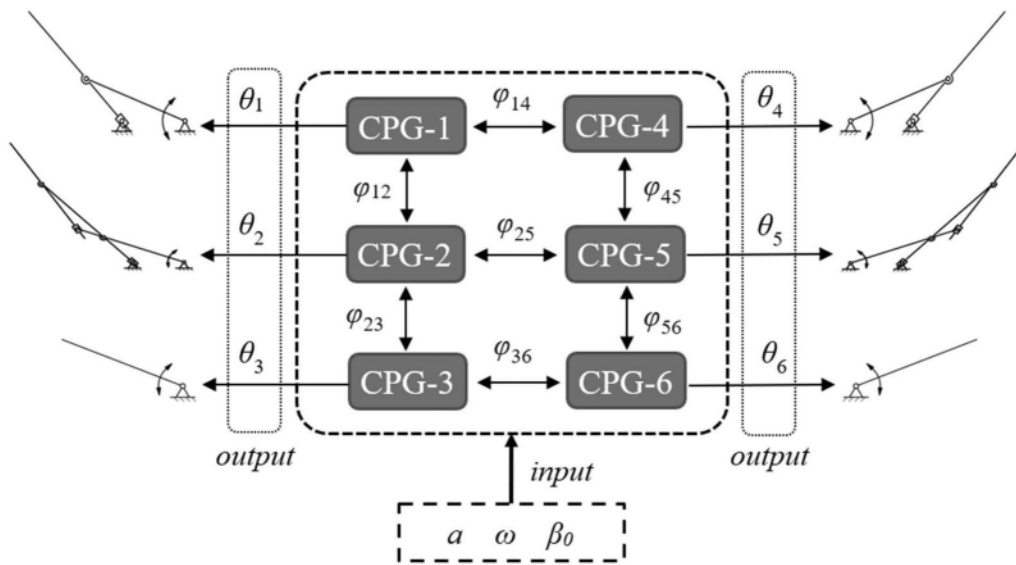 θ1 CPG-1 φ14 CPG-4 θ4
φ12 φ45
θ2 CPG-2 φ25 CPG-5 θ5
φ23 φ56
θ3 CPG-3 φ36 CPG-6 θ6
output input output
a ω β0